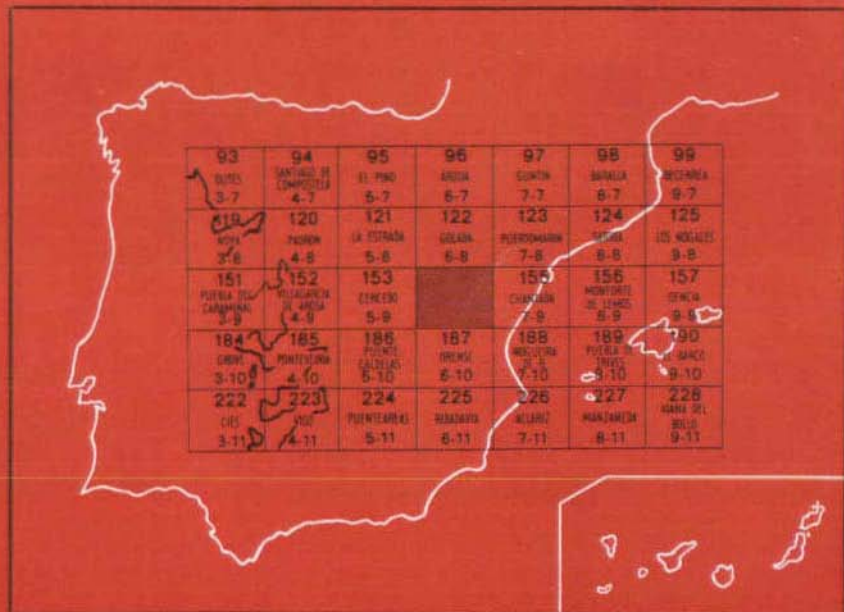 93 94 95 96 97 98 99
OUTES SANTIAGO DE COMPOSTELA EL PINO ARZUA GUNTIN BARALLA BECERREA
3-7 4-7 5-7 6-7 7-7 8-7 9-7
119 120 121 122 123 124 125
NOYA PADRON LA ESTRADA GOLADA PUERTOMARIN SARRIA LOS NOGALES
3-8 4-8 5-8 6-8 7-8 8-8 9-8
151 152 153 155 156 157
PUEBLA DEL CARAMIÑAL VILLAGARCIA DE AROSA CERCEDO CHANTADA MONFORTE DE LEMOS OENCIA
3-9 4-9 5-9 7-9 8-9 9-9
184 185 186 187 188 189 190
GROVE PONTEVEDRA PUENTE CALDELAS ORENSE NOGUEIRA DE R. PUEBLA DE TRIVES EL BARCO
3-10 4-10 5-10 6-10 7-10 8-10 9-10
222 223 224 225 226 227 228
CIES VIGO PUENTEAREAS RIBADAVIA ALLARIZ MANZANEDA VIANA DEL BOLLO
3-11 4-11 5-11 6-11 7-11 8-11 9-11